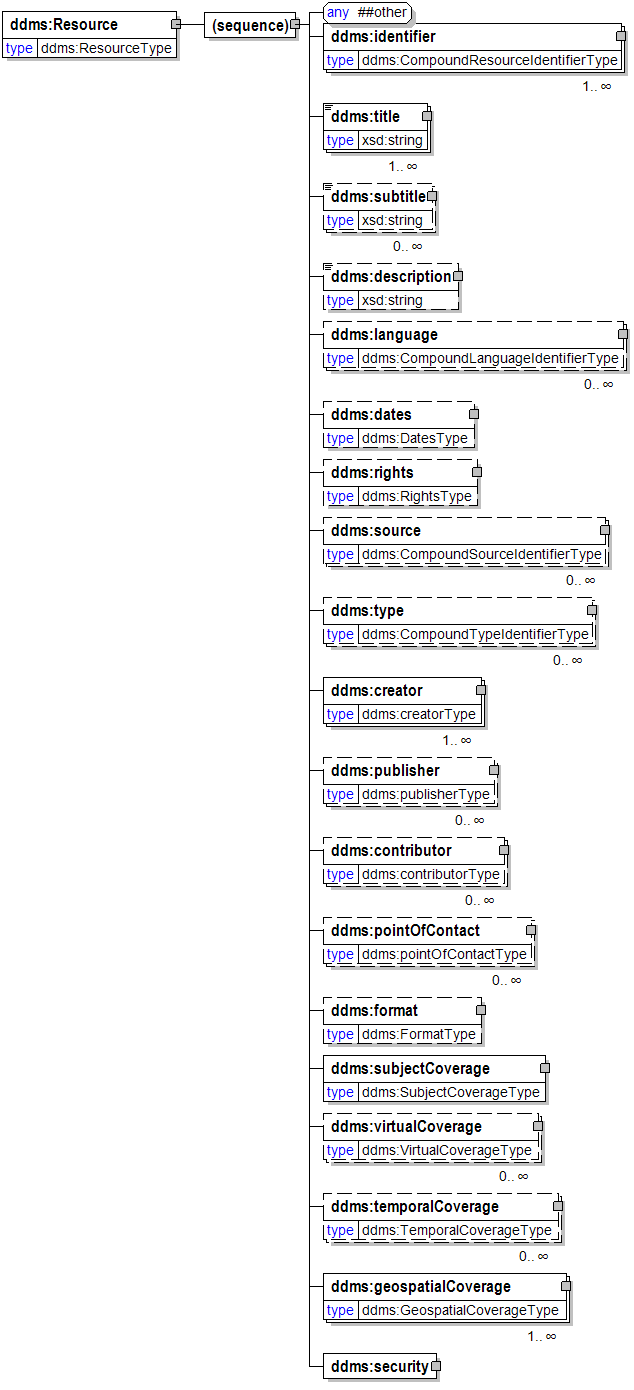 ddms:Resource
type ddms:ResourceType
(sequence)
any ##other
ddms:identifier
type ddms:CompoundResourceIdentifierType
1.. ∞
ddms:title
type xsd:string
1.. ∞
ddms:subtitle
type xsd:string
0.. ∞
ddms:description
type xsd:string
ddms:language
type ddms:CompoundLanguageIdentifierType
0.. ∞
ddms:dates
type ddms:DatesType
ddms:rights
type ddms:RightsType
ddms:source
type ddms:CompoundSourceIdentifierType
0.. ∞
ddms:type
type ddms:CompoundTypeIdentifierType
0.. ∞
ddms:creator
type ddms:creatorType
1.. ∞
ddms:publisher
type ddms:publisherType
0.. ∞
ddms:contributor
type ddms:contributorType
0.. ∞
ddms:pointOfContact
type ddms:pointOfContactType
0.. ∞
ddms:format
type ddms:FormatType
ddms:subjectCoverage
type ddms:SubjectCoverageType
ddms:virtualCoverage
type ddms:VirtualCoverageType
0.. ∞
ddms:temporalCoverage
type ddms:TemporalCoverageType
0.. ∞
ddms:geospatialCoverage
type ddms:GeospatialCoverageType
1.. ∞
ddms:security